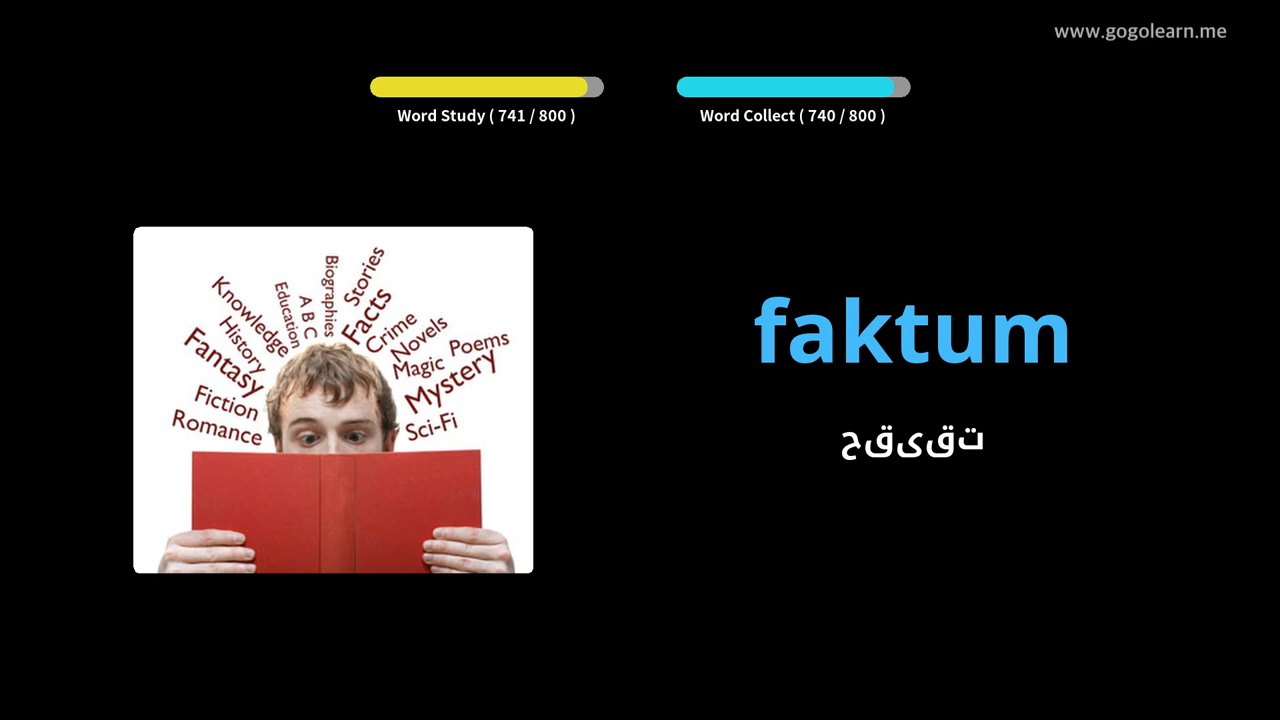 www.gogolearn.me
Word Study ( 741 / 800 )
Word Collect ( 740 / 800 )
Romance
Fiction
Fantasy
History
Knowledge
Education
A B C
Biographies
Stories
Facts
Crime
Novels
Magic
Poems
Mystery
Sci-Fi
faktum
تقیقح